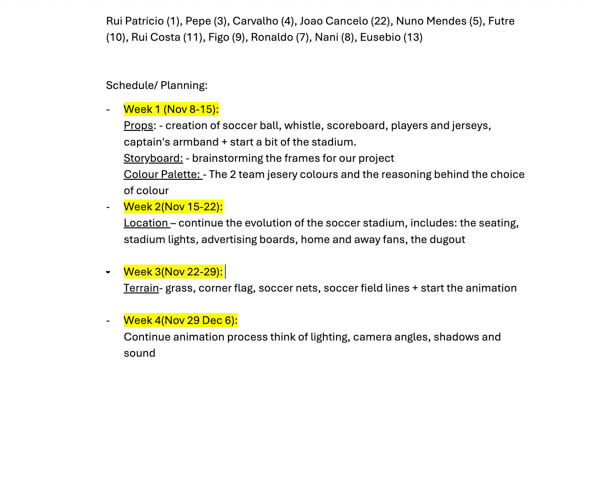 Rui Patricio (1), Pepe (3), Carvalho (4), Joao Cancelo (22), Nuno Mendes (5), Futre
(10), Rui Costa (11), Figo (9), Ronaldo (7), Nani (8), Eusebio (13)
Schedule/ Planning:
- Week 1 (Nov 8-15):
Props: - creation of soccer ball, whistle, scoreboard, players and jerseys,
captain's armband + start a bit of the stadium.
Storyboard: - brainstorming the frames for our project
Colour Palette: - The 2 team jesery colours and the reasoning behind the choice
of colour
- Week 2(Nov 15-22):
Location – continue the evolution of the soccer stadium, includes: the seating,
stadium lights, advertising boards, home and away fans, the dugout
- Week 3(Nov 22-29):
Terrain- grass, corner flag, soccer nets, soccer field lines + start the animation
- Week 4(Nov 29 Dec 6):
Continue animation process think of lighting, camera angles, shadows and
sound